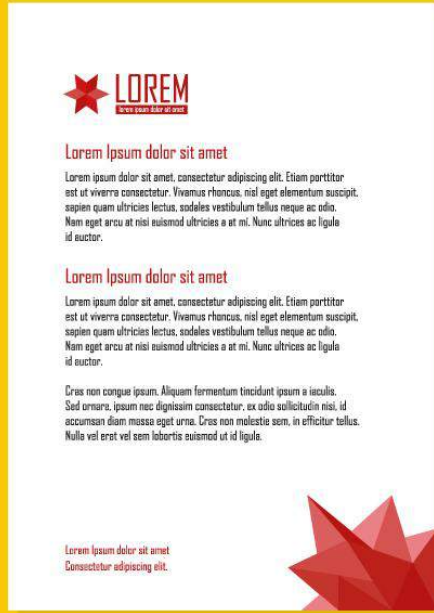 LOREM
lorem ipsum dolor sit amet
Lorem Ipsum dolor sit amet
Lorem ipsum dolor sit amet, consectetur adipiscing elit. Etiam porttitor
est ut viverra consectetur. Vivamus rhoncus, nisl eget elementum suscipit,
sapien quam ultricies lectus, sodales vestibulum tellus neque ac odio.
Nam eget arcu at nisi euismod ultricies a at mi. Nunc ultrices ac ligula
id auctor.
Lorem Ipsum dolor sit amet
Lorem ipsum dolor sit amet, consectetur adipiscing elit. Etiam porttitor
est ut viverra consectetur. Vivamus rhoncus, nisl eget elementum suscipit,
sapien quam ultricies lectus, sodales vestibulum tellus neque ac odio.
Nam eget arcu at nisi euismod ultricies a at mi. Nunc ultrices ac ligula
id auctor.
Cras non congue ipsum. Aliquam fermentum tincidunt ipsum a iaculis.
Sed ornare, ipsum nec dignissim consectetur, ex odio sollicitudin nisi, id
accumsan diam massa eget urna. Cras non molestie sem, in efficitur tellus.
Nulla vel erat vel sem lobortis euismod ut id ligula.
Lorem Ipsum dolor sit amet
Consectetur adipiscing elit.